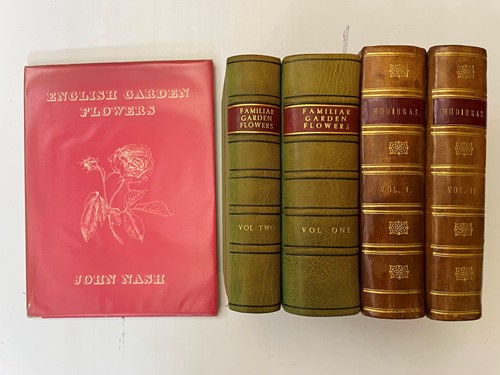 ENGLISH GARDEN
FLOWERS
JOHN NASH
FAMILIAR
GARDEN
FLOWERS
VOL TWO
FAMILIAR
GARDEN
FLOWERS
VOL ONE
HUDIBRAS.
VOL. I.
HUDIBRAS.
VOL. II.